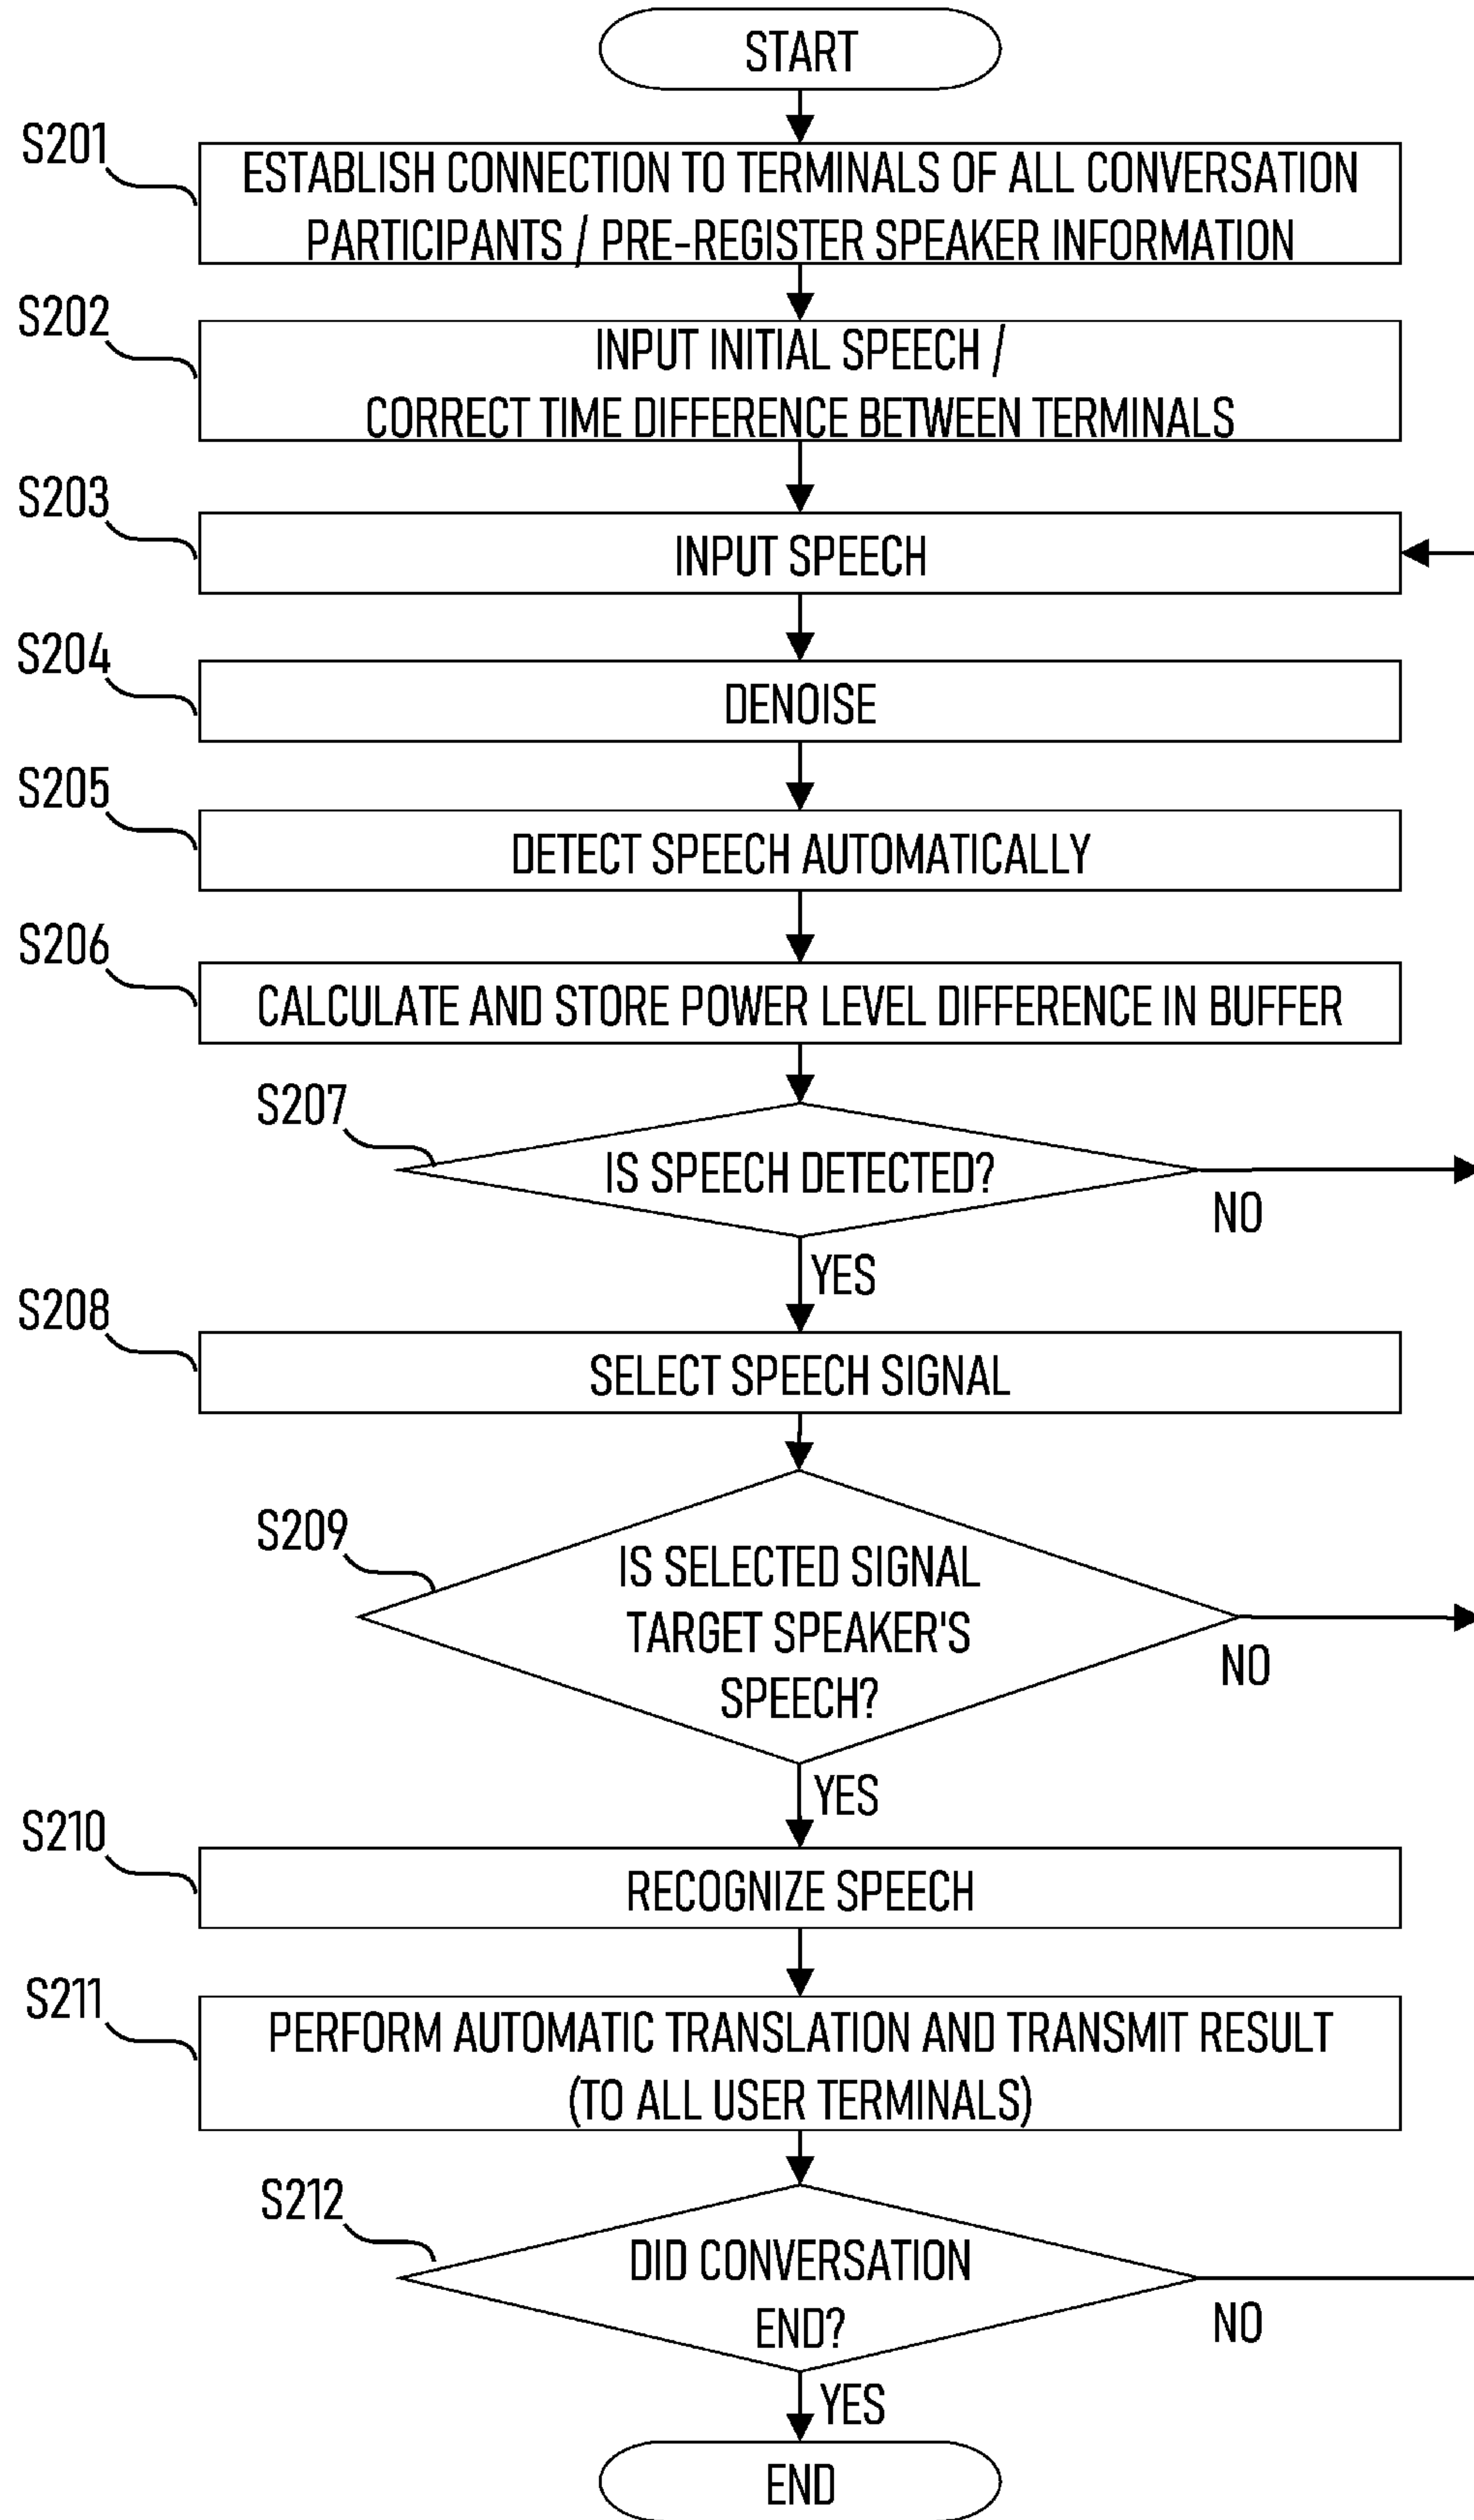 START
S201
ESTABLISH CONNECTION TO TERMINALS OF ALL CONVERSATION
PARTICIPANTS / PRE-REGISTER SPEAKER INFORMATION
S202
INPUT INITIAL SPEECH /
CORRECT TIME DIFFERENCE BETWEEN TERMINALS
S203
INPUT SPEECH
S204
DENOISE
S205
DETECT SPEECH AUTOMATICALLY
S206
CALCULATE AND STORE POWER LEVEL DIFFERENCE IN BUFFER
S207
IS SPEECH DETECTED?
NO
YES
S208
SELECT SPEECH SIGNAL
S209
IS SELECTED SIGNAL
TARGET SPEAKER'S
SPEECH?
NO
YES
S210
RECOGNIZE SPEECH
S211
PERFORM AUTOMATIC TRANSLATION AND TRANSMIT RESULT
(TO ALL USER TERMINALS)
S212
DID CONVERSATION
END?
NO
YES
END